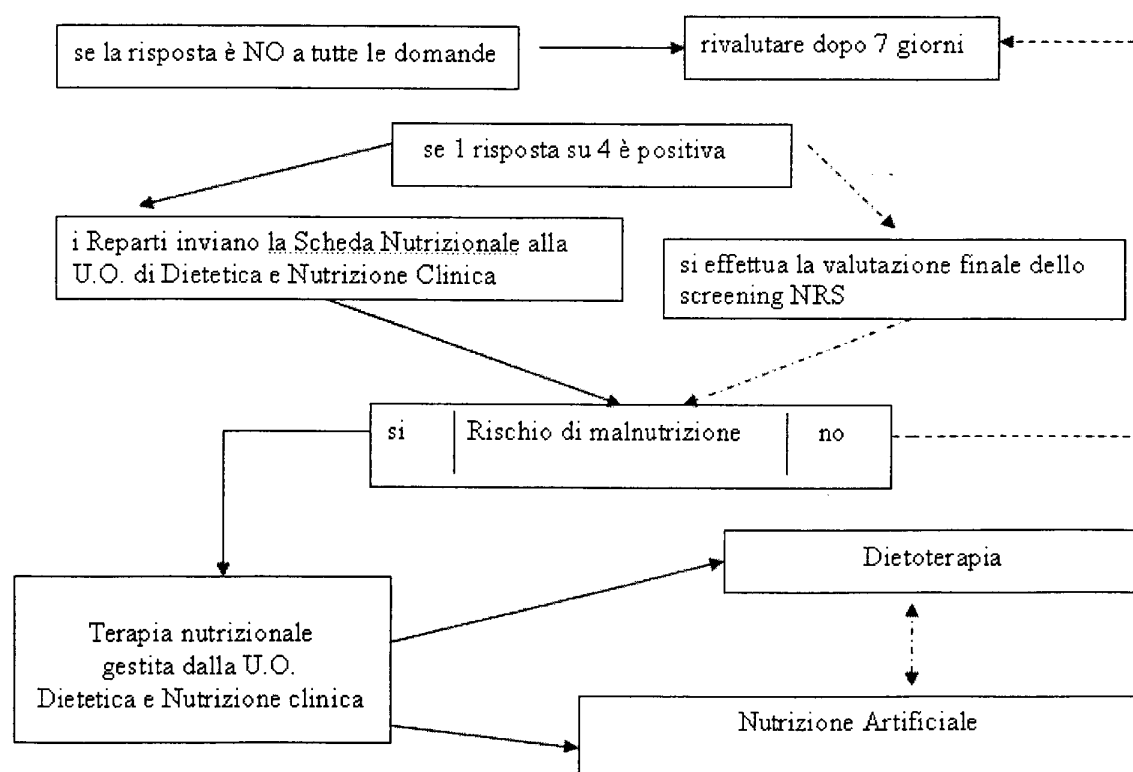 se la risposta è NO a tutte le domande
rivalutare dopo 7 giorni
se 1 risposta su 4 è positiva
i Reparti inviano la Scheda Nutrizionale alla
U.O. di Dietetica e Nutrizione Clinica
si effettua la valutazione finale dello
screening NRS
si Rischio di malnutrizione no
Dietoterapia
Terapia nutrizionale
gestita dalla U.O.
Dietetica e Nutrizione clinica
Nutrizione Artificiale